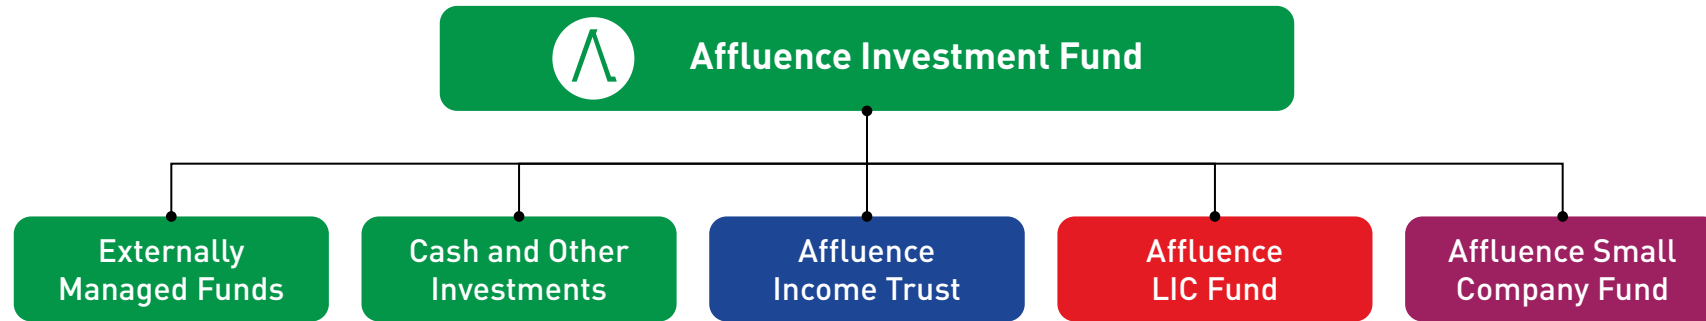 Affluence Investment Fund
Externally
Managed Funds
Cash and Other
Investments
Affluence
Income Trust
Affluence
LIC Fund
Affluence Small
Company Fund